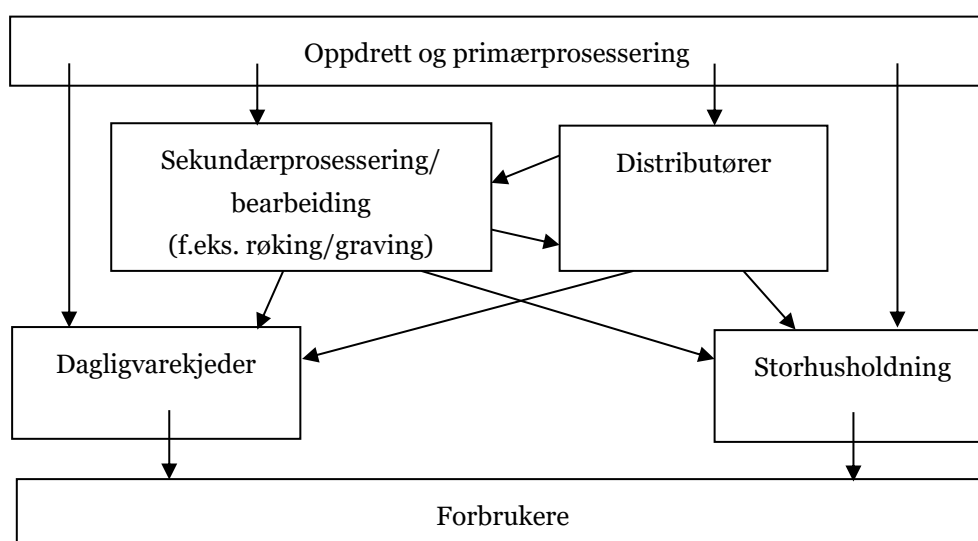 Oppdrett og primærprosessering
Sekundærprosessering/
bearbeiding
(f.eks. røking/graving)
Distributører
Dagligvarekjeder
Storhusholdning
Forbrukere